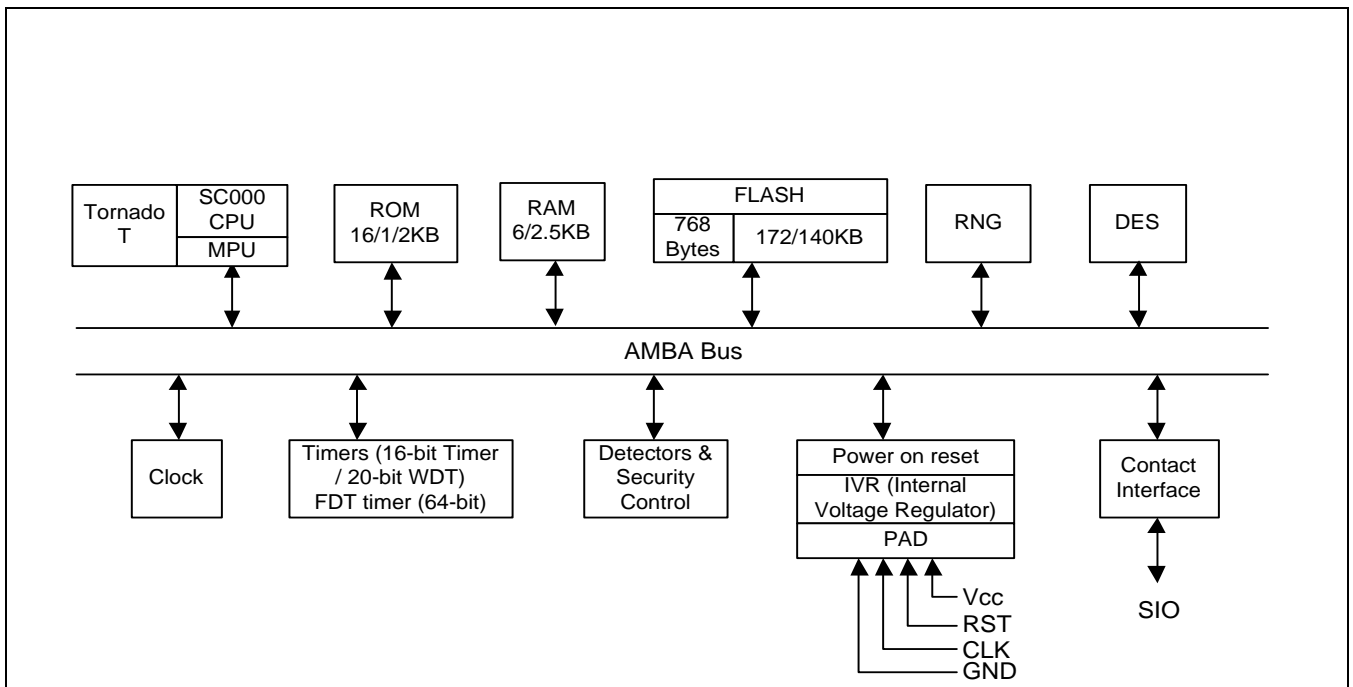 Tornado
T
SC000
CPU
MPU
ROM
16/1/2KB
RAM
6/2.5KB
FLASH
768
Bytes
172/140KB
RNG
DES
AMBA Bus
Clock
Timers (16-bit Timer
/ 20-bit WDT)
FDT timer (64-bit)
Detectors &
Security
Control
Power on reset
IVR (Internal
Voltage Regulator)
PAD
Contact
Interface
Vcc
RST
CLK
GND
SIO